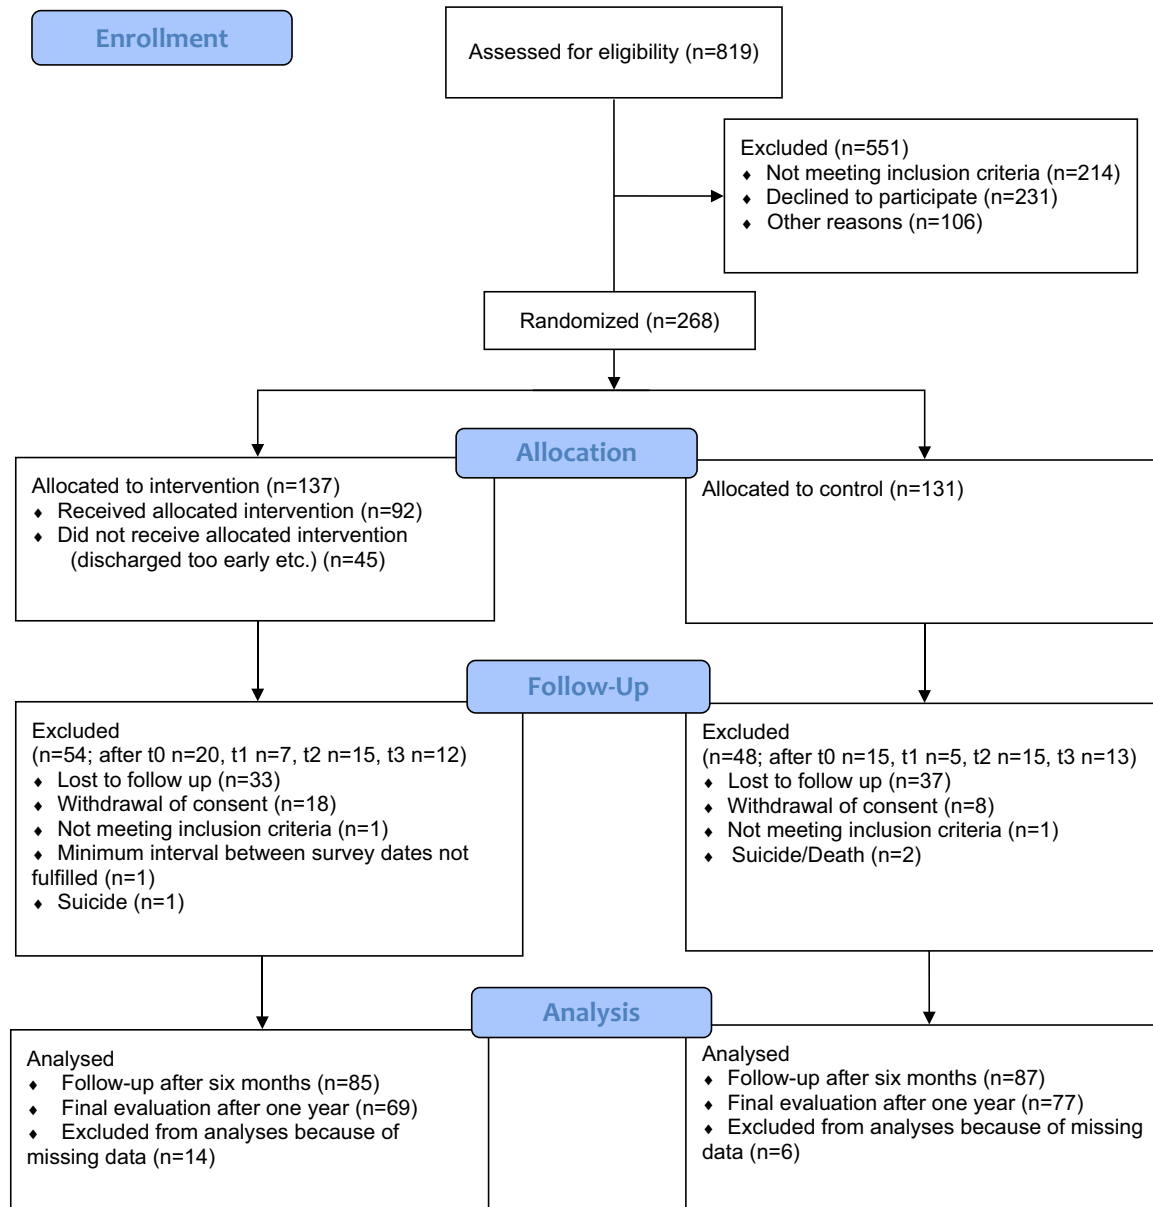 Enrollment
Assessed for eligibility (n=819)
Excluded (n=551)
♦ Not meeting inclusion criteria (n=214)
♦ Declined to participate (n=231)
♦ Other reasons (n=106)
Randomized (n=268)
Allocation
Allocated to intervention (n=137)
♦ Received allocated intervention (n=92)
♦ Did not receive allocated intervention
(discharged too early etc.) (n=45)
Allocated to control (n=131)
Follow-Up
Excluded
(n=54; after t0 n=20, t1 n=7, t2 n=15, t3 n=12)
♦ Lost to follow up (n=33)
♦ Withdrawal of consent (n=18)
♦ Not meeting inclusion criteria (n=1)
♦ Minimum interval between survey dates not
fulfilled (n=1)
♦ Suicide (n=1)
Excluded
(n=48; after t0 n=15, t1 n=5, t2 n=15, t3 n=13)
♦ Lost to follow up (n=37)
♦ Withdrawal of consent (n=8)
♦ Not meeting inclusion criteria (n=1)
♦ Suicide/Death (n=2)
Analysis
Analysed
♦ Follow-up after six months (n=85)
♦ Final evaluation after one year (n=69)
♦ Excluded from analyses because of
missing data (n=14)
Analysed
♦ Follow-up after six months (n=87)
♦ Final evaluation after one year (n=77)
♦ Excluded from analyses because of missing
data (n=6)